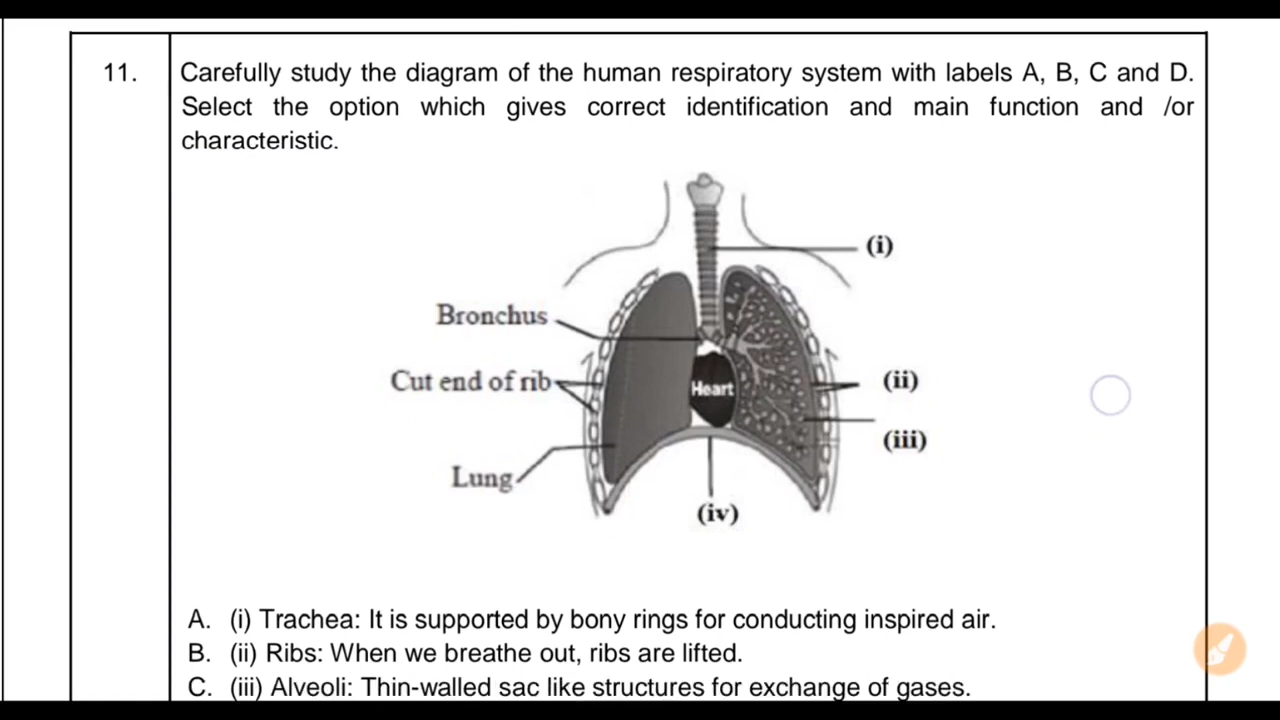 11.
Carefully study the diagram of the human respiratory system with labels A, B, C and D.
Select the option which gives correct identification and main function and /or
characteristic.
(i)
Bronchus
Cut end of rib
(ii)
Heart
(iii)
Lung
(iv)
A. (i) Trachea: It is supported by bony rings for conducting inspired air.
B. (ii) Ribs: When we breathe out, ribs are lifted.
C. (iii) Alveoli: Thin-walled sac like structures for exchange of gases.